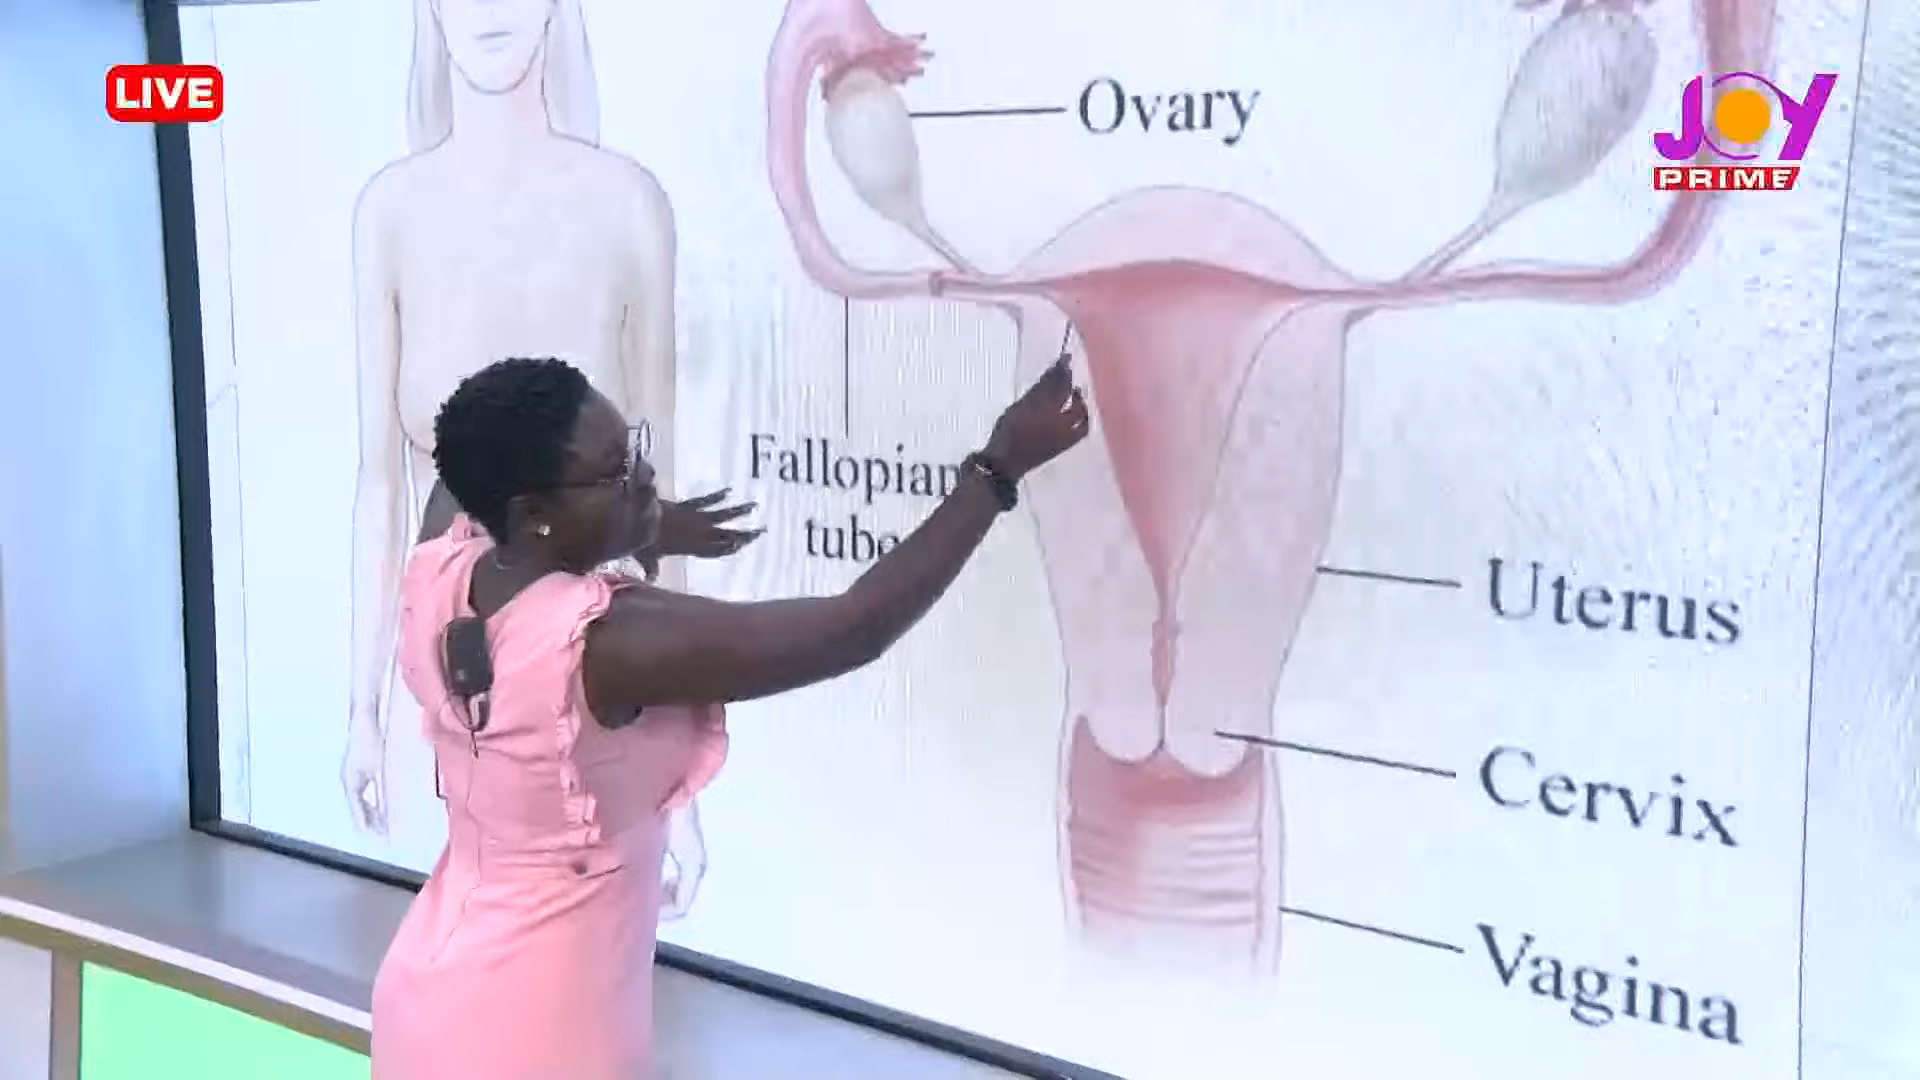 LIVE
JOY
PRIME
Ovary
Fallopian
tube
Uterus
Cervix
Vagina